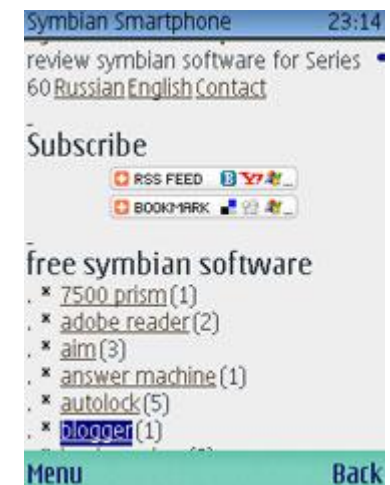 Symbian Smartphone 23:14
review symbian software for Series
60 Russian English Contact
Subscribe
RSS FEED
BOOKMARK
free symbian software
. * 7500 prism (1)
. * adobe reader (2)
. * aim (3)
. * answer machine (1)
. * autolock (5)
. * blogger (1)
Menu Back